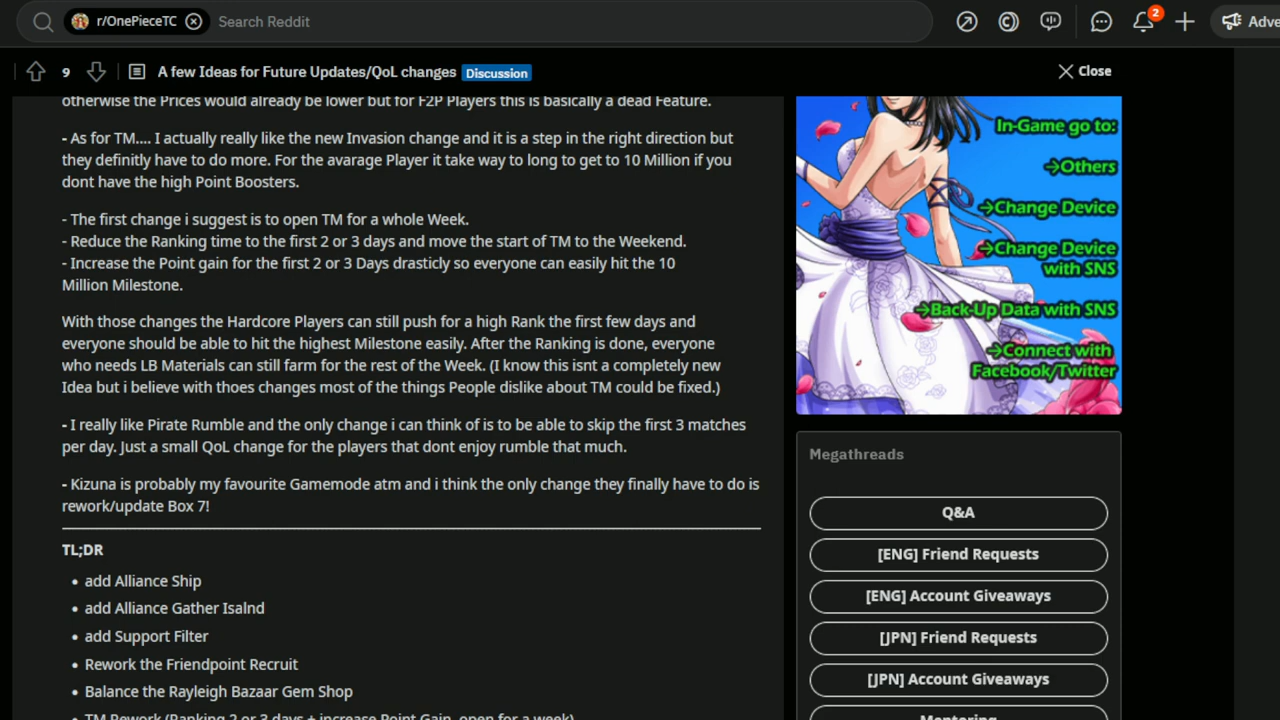 r/OnePieceTC
Search Reddit
2
Adve
9
A few Ideas for Future Updates/QoL changes
Discussion
Close
otherwise the Prices would already be lower but for F2P Players this is basically a dead Feature.
- As for TM.... I actually really like the new Invasion change and it is a step in the right direction but
they definitly have to do more. For the avarage Player it take way to long to get to 10 Million if you
dont have the high Point Boosters.
- The first change i suggest is to open TM for a whole Week.
- Reduce the Ranking time to the first 2 or 3 days and move the start of TM to the Weekend.
- Increase the Point gain for the first 2 or 3 Days drasticly so everyone can easily hit the 10
Million Milestone.
With those changes the Hardcore Players can still push for a high Rank the first few days and
everyone should be able to hit the highest Milestone easily. After the Ranking is done, everyone
who needs LB Materials can still farm for the rest of the Week. (I know this isnt a completely new
Idea but i believe with thoes changes most of the things People dislike about TM could be fixed.)
- I really like Pirate Rumble and the only change i can think of is to be able to skip the first 3 matches
per day. Just a small QoL change for the players that dont enjoy rumble that much.
- Kizuna is probably my favourite Gamemode atm and i think the only change they finally have to do is
rework/update Box 7!
TL;DR
• add Alliance Ship
• add Alliance Gather Isalnd
• add Support Filter
• Rework the Friendpoint Recruit
• Balance the Rayleigh Bazaar Gem Shop
• TM Rework (Ranking 2 or 3 days + increase Point Gain, open for a week)
In-Game go to:
→Others
→Change Device
→Change Device
with SNS
→Back-Up Data with SNS
→Connect with
Facebook/Twitter
Megathreads
Q&A
[ENG] Friend Requests
[ENG] Account Giveaways
[JPN] Friend Requests
[JPN] Account Giveaways
Mentoring